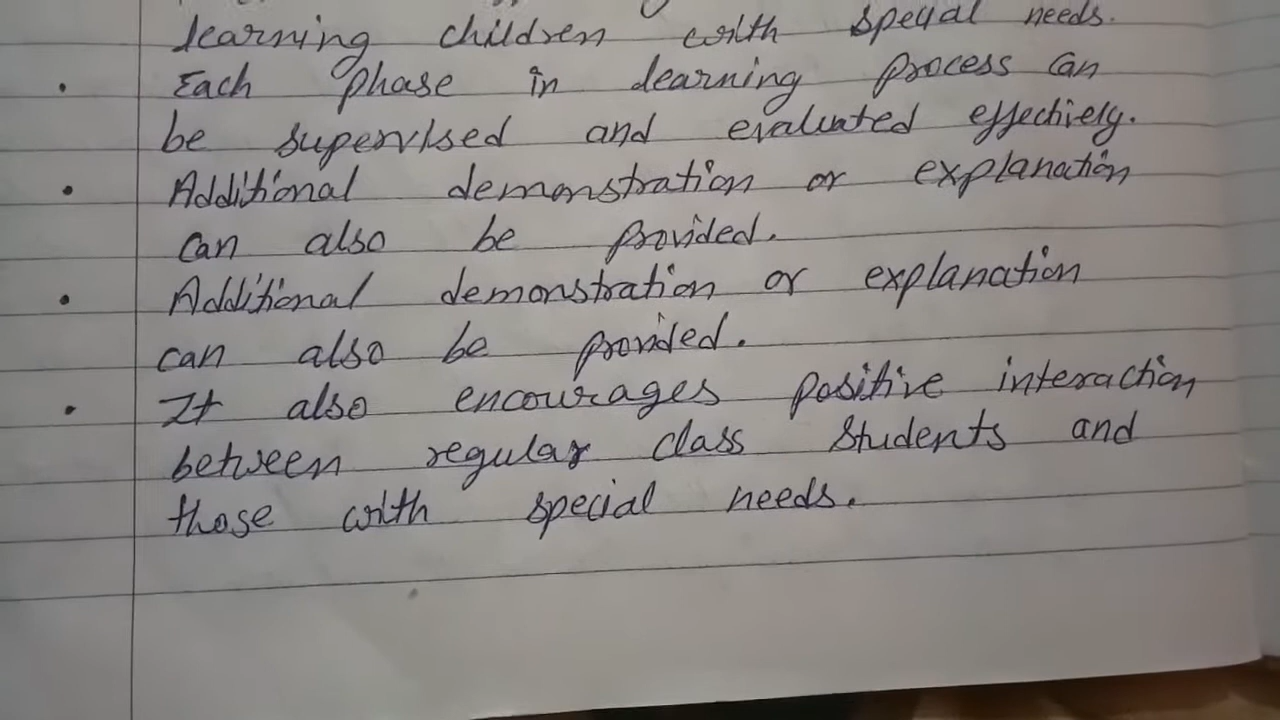 learning children with special needs.
• Each phase in learning process can
be supervised and evaluated effectively.
• Additional demonstration or explanation
can also be provided.
• Additional demonstration or explanation
can also be provided.
• It also encourages positive interaction
between regular class students and
those with special needs.